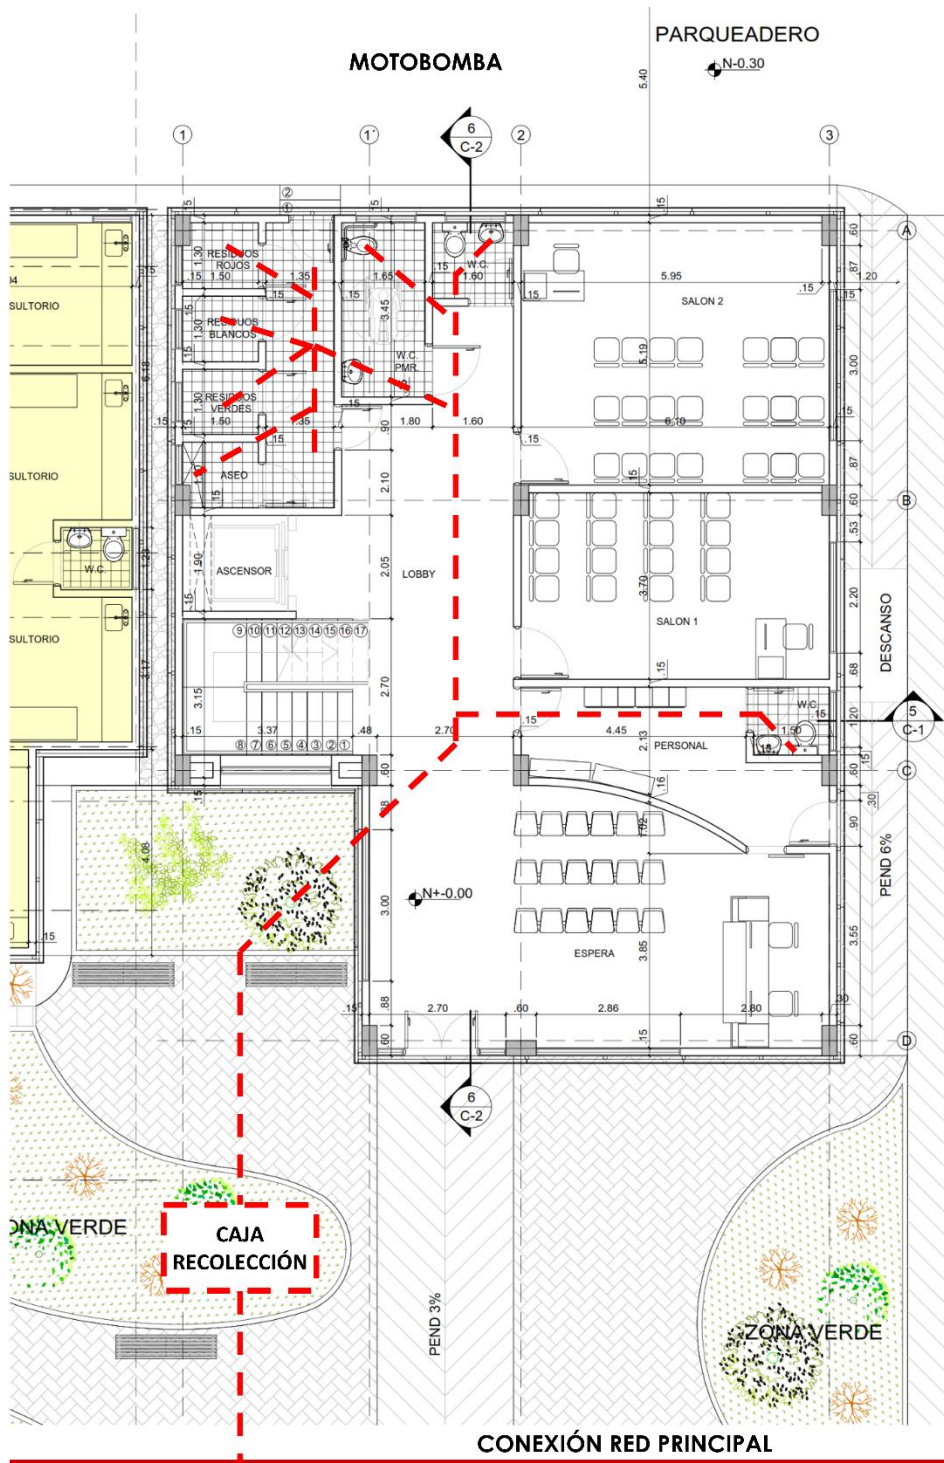 PARQUEADERO
MOTOBOMBA
N-0.30
5.40
6
C-2
1
1'
2
3
2
1
.15
.15
.15
.60
A
RESIDUOS
ROJOS
1.30
.15
1.50
1.35
.15
1.65
.15
W.C.
1.60
.15
5.95
.87
.15
1.20
SULTORIO
SALON 2
.15
3.45
RESIDUOS
BLANCOS
1.30
5.19
3.00
6.18
W.C.
PMR.
RESIDUOS
VERDES
1.30
.15
1.50
1.35
.15
.90
1.80
1.60
.15
6.10
.15
SULTORIO
ASEO
.15
2.10
.15
.87
.60
B
.53
1.23
W.C.
1.90
ASCENSOR
2.05
LOBBY
3.70
2.20
DESCANSO
.15
SULTORIO
9 10 11 12 13 14 15 16 17
SALON 1
3.17
.15
.68
3.15
2.70
W.C.
.15
.20
5
C-1
.15
3.37
.48
2.70
.15
4.45
2.13
1.50
8 7 6 5 4 3 2 1
PERSONAL
.15
.60
C
.15
.88
.16
.30
4.08
1.92
.90
PEND 6%
N+-0.00
3.00
.15
ESPERA
3.85
3.55
.15
.88
2.70
.60
2.86
2.80
.30
.60
.15
.60
D
6
C-2
ONA VERDE
CAJA
RECOLECCIÓN
PEND 3%
ZONA VERDE
CONEXIÓN RED PRINCIPAL